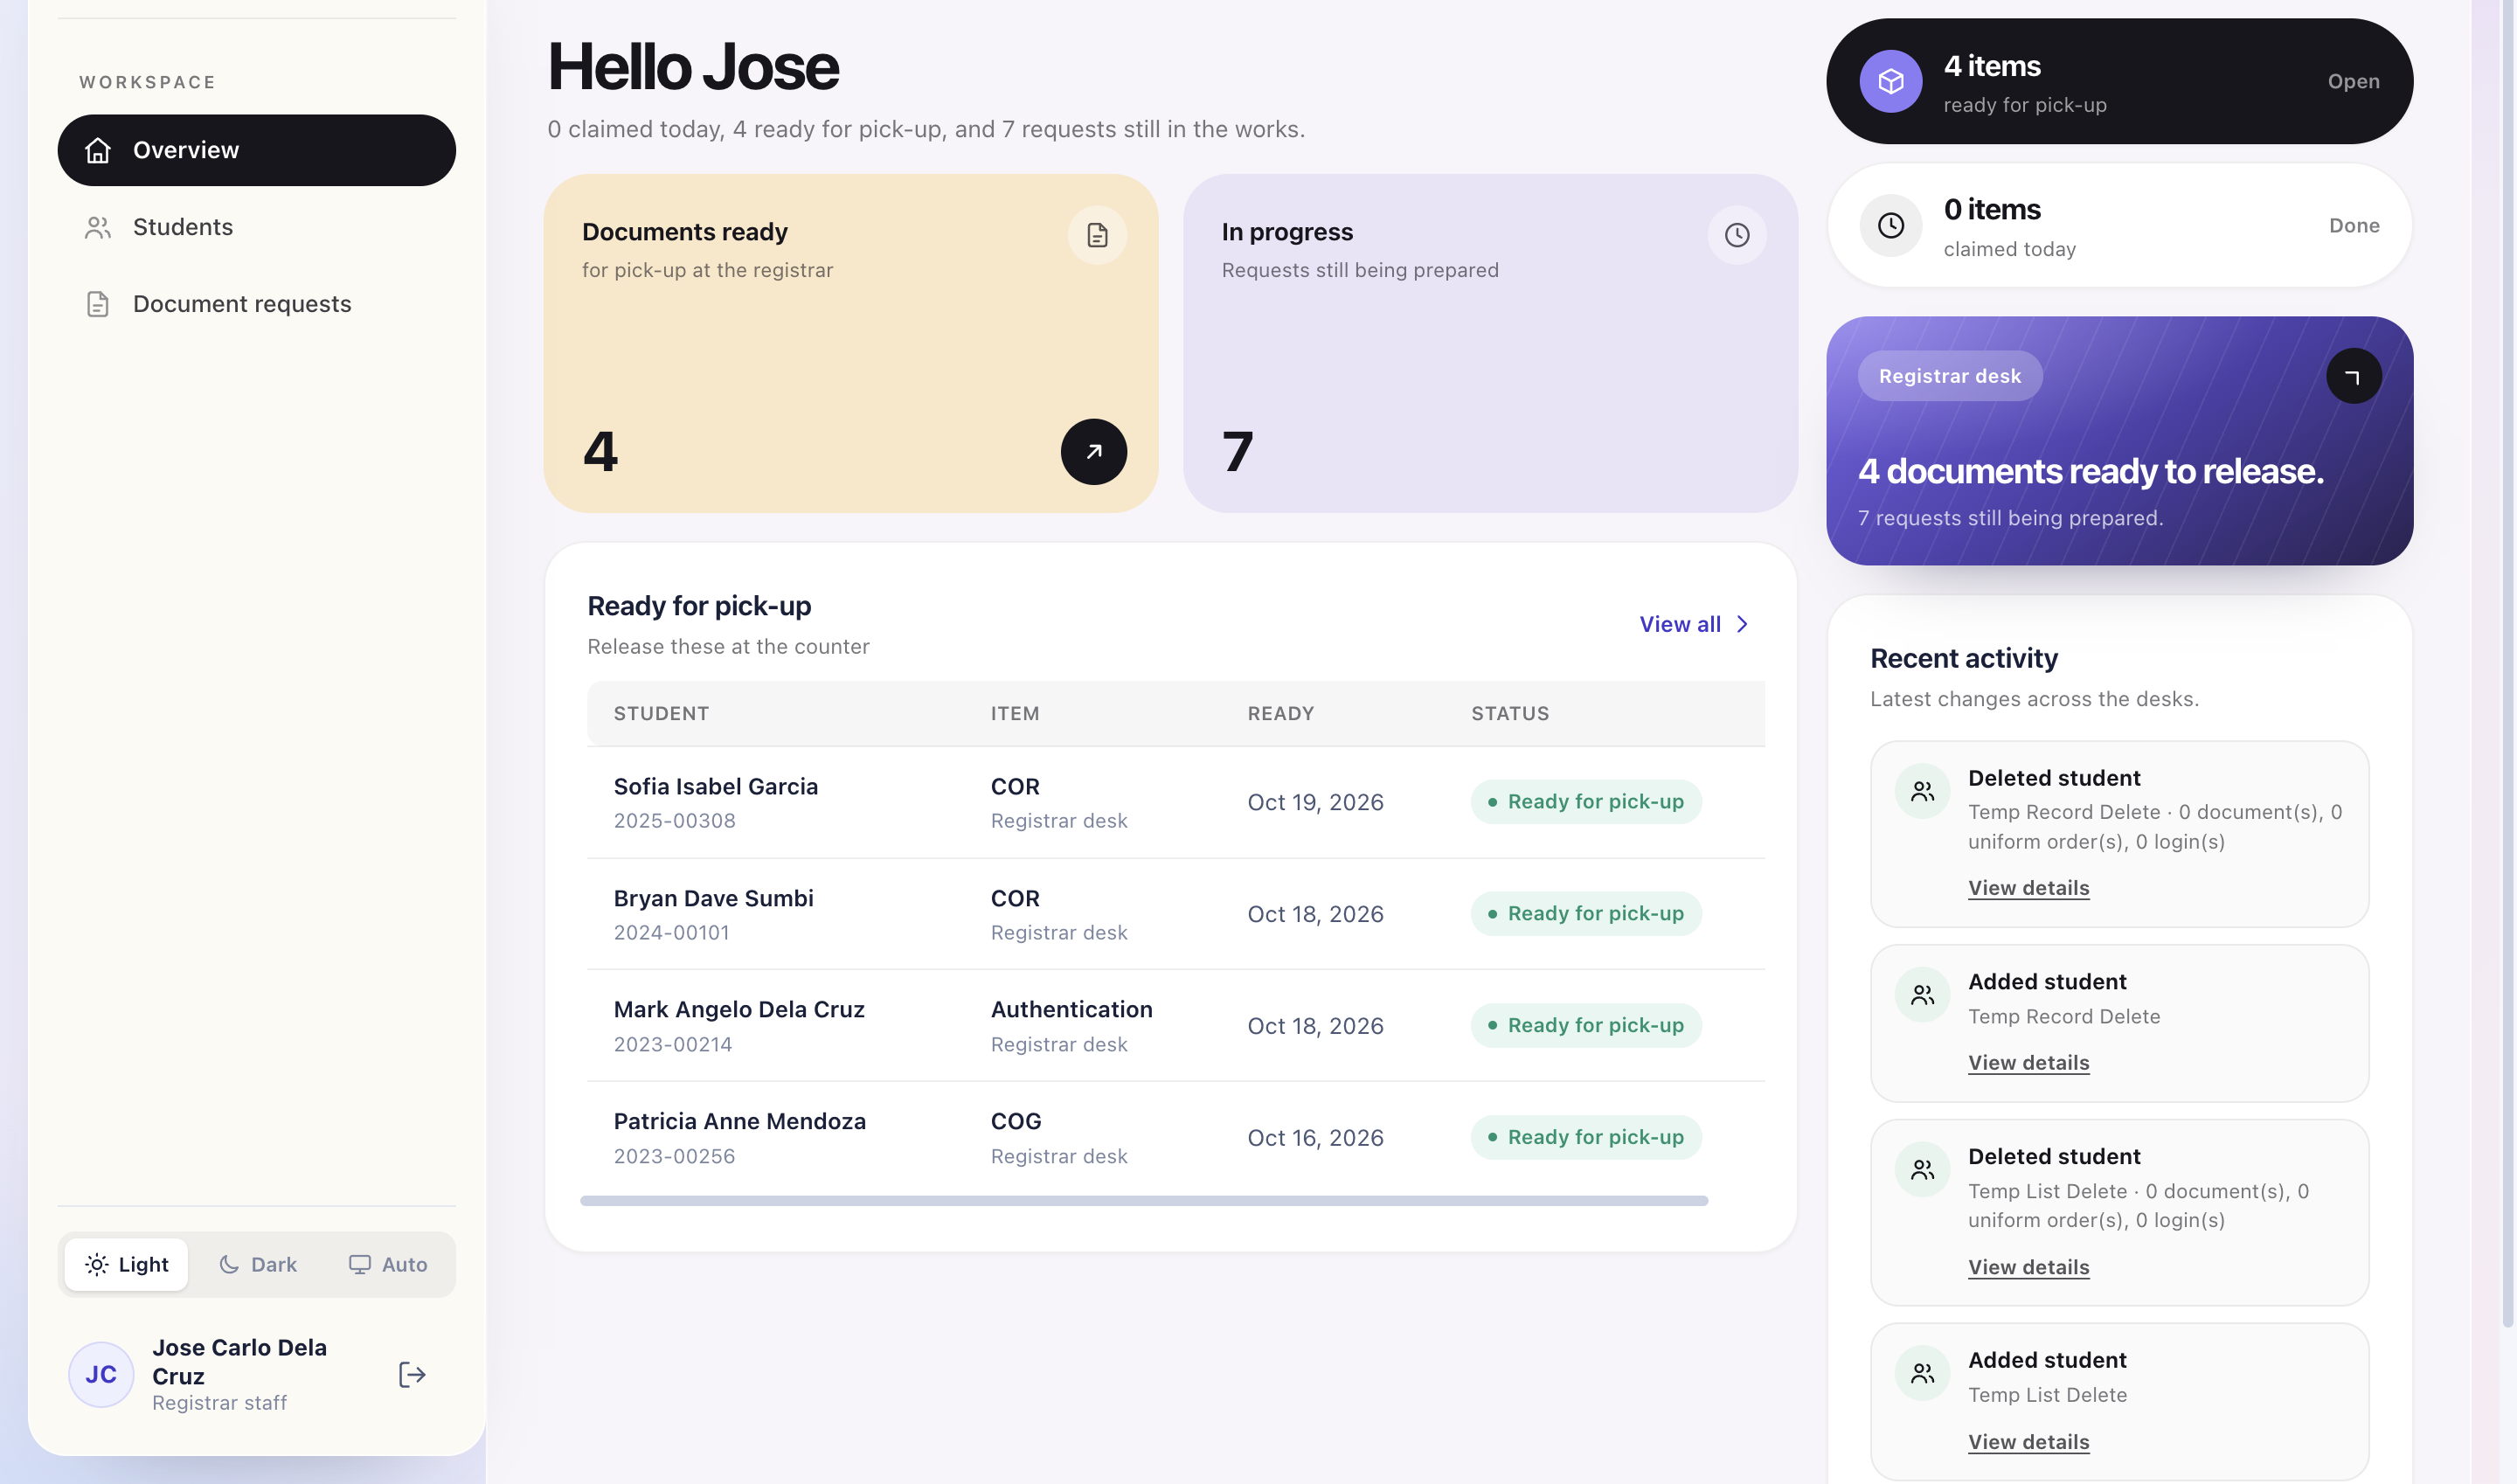 WORKSPACE
Overview
Students
Document requests
Light
Dark
Auto
JC
Jose Carlo Dela
Cruz
Registrar staff
Hello Jose
0 claimed today, 4 ready for pick-up, and 7 requests still in the works.
Documents ready
for pick-up at the registrar
4
In progress
Requests still being prepared
7
Ready for pick-up
Release these at the counter
View all
STUDENT ITEM READY STATUS
Sofia Isabel Garcia COR Oct 19, 2026 Ready for pick-up
2025-00308 Registrar desk
Bryan Dave Sumbi COR Oct 18, 2026 Ready for pick-up
2024-00101 Registrar desk
Mark Angelo Dela Cruz Authentication Oct 18, 2026 Ready for pick-up
2023-00214 Registrar desk
Patricia Anne Mendoza COG Oct 16, 2026 Ready for pick-up
2023-00256 Registrar desk
4 items
ready for pick-up
Open
0 items
claimed today
Done
Registrar desk
4 documents ready to release.
7 requests still being prepared.
Recent activity
Latest changes across the desks.
Deleted student
Temp Record Delete · 0 document(s), 0
uniform order(s), 0 login(s)
View details
Added student
Temp Record Delete
View details
Deleted student
Temp List Delete · 0 document(s), 0
uniform order(s), 0 login(s)
View details
Added student
Temp List Delete
View details